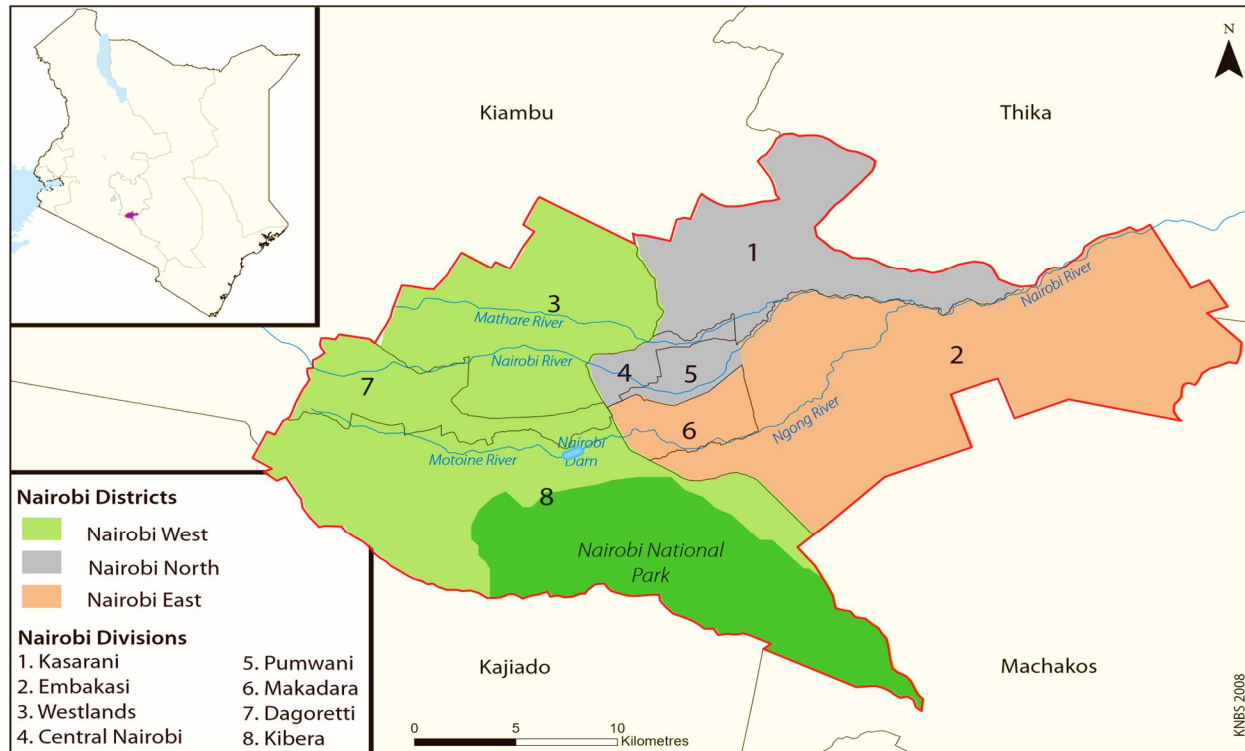 N
Kiambu
Thika
1
3
Mathare River
Nairobi River
Nairobi River
4
5
2
7
6
Ngong River
Nairobi
Dam
Motoine River
8
Nairobi National
Park
Kajiado
Machakos
Nairobi Districts
Nairobi West
Nairobi North
Nairobi East
Nairobi Divisions
1. Kasarani
2. Embakasi
3. Westlands
4. Central Nairobi
5. Pumwani
6. Makadara
7. Dagoretti
8. Kibera
0 5 10
Kilometres
KNBS 2008